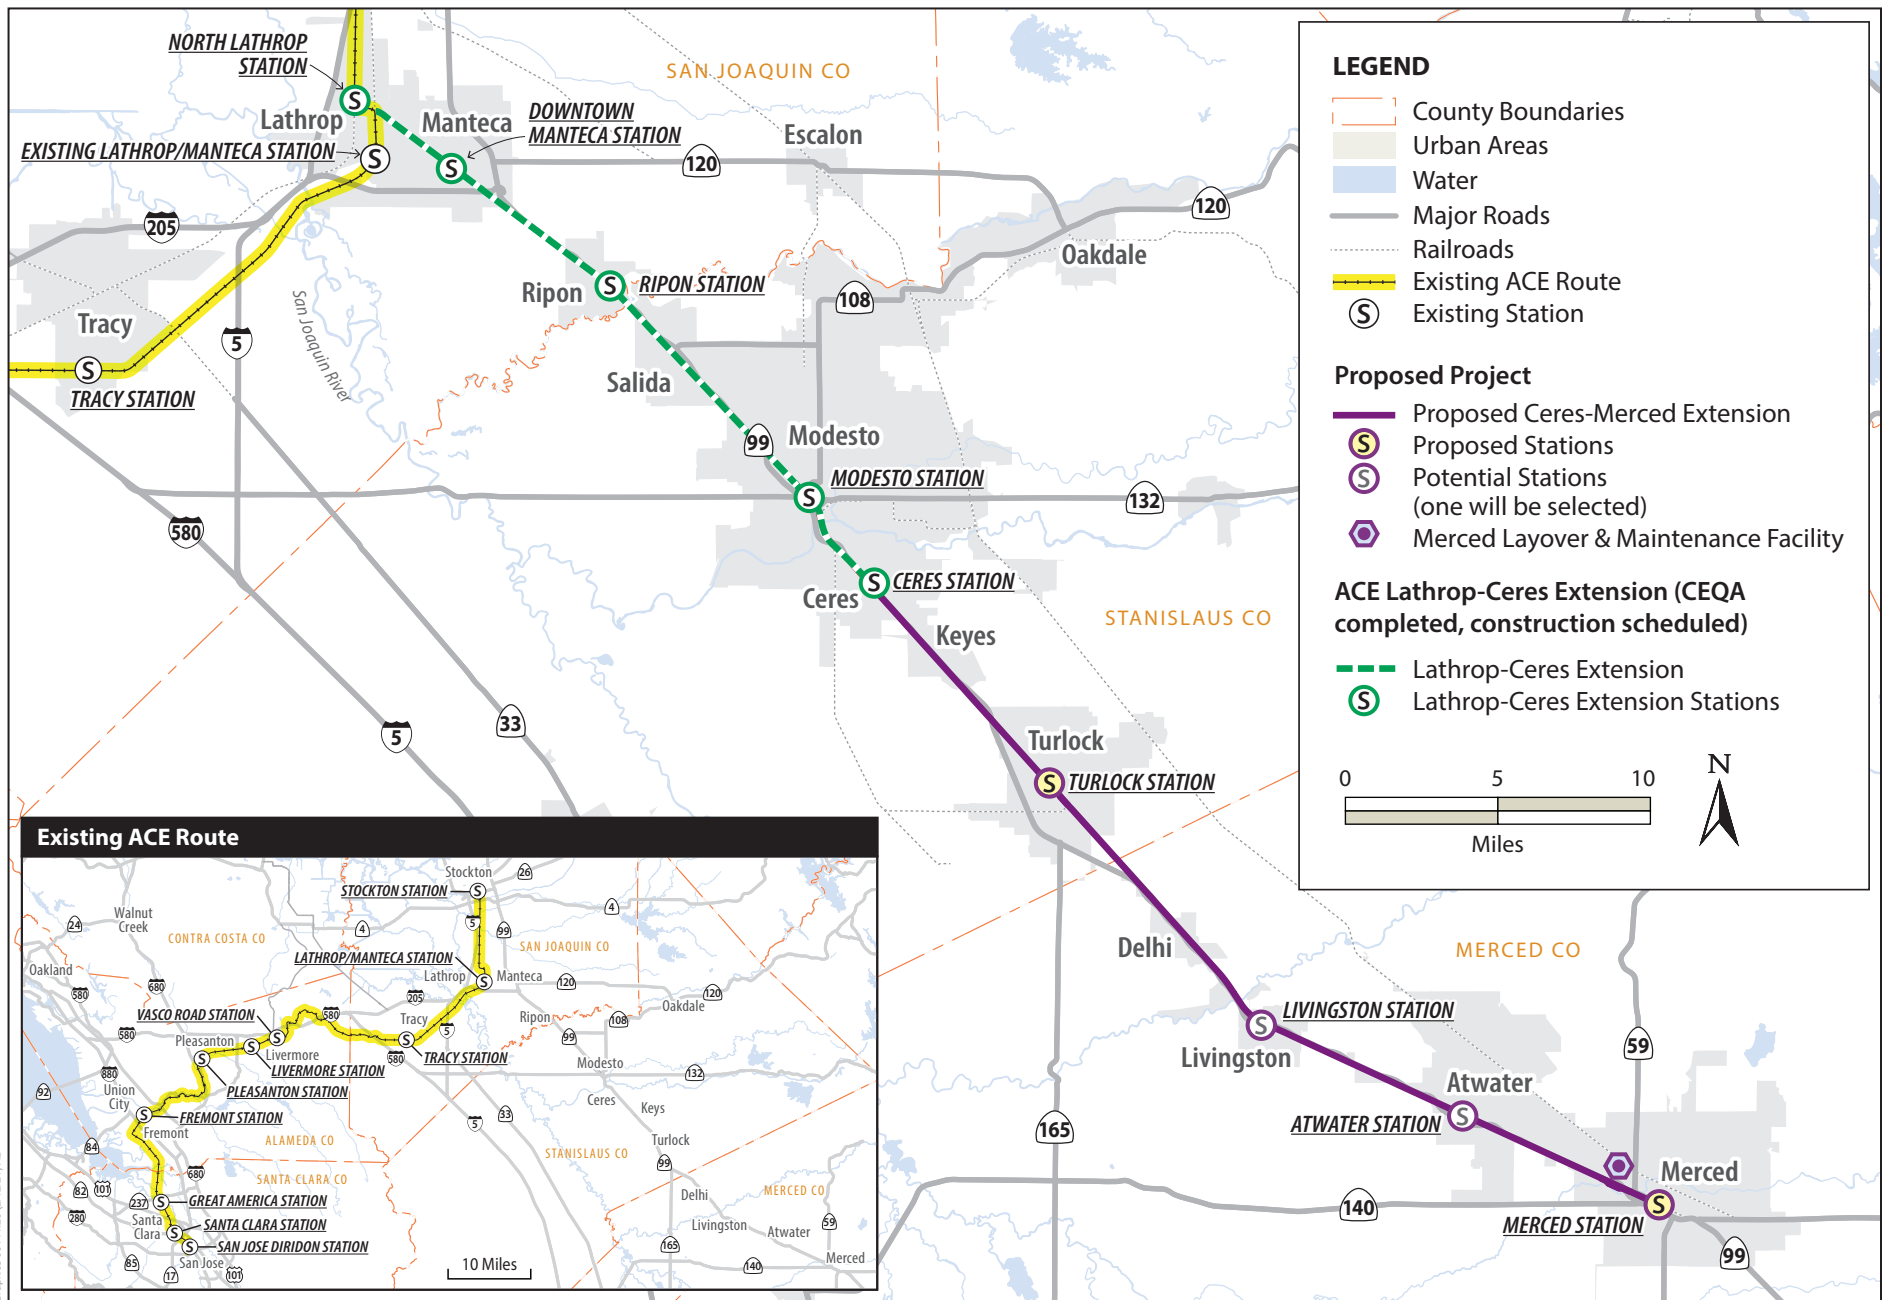 NORTH LATHROP
STATION
Lathrop
Manteca
DOWNTOWN
MANTECA STATION
EXISTING LATHROP/MANTECA STATION
SAN JOAQUIN CO
Escalon
120
120
205
Oakdale
Ripon
RIPON STATION
108
Tracy
TRACY STATION
5
San Joaquin River
Salida
99
Modesto
MODESTO STATION
132
580
CERES STATION
Ceres
Keyes
STANISLAUS CO
5
33
Turlock
TURLOCK STATION
Delhi
MERCED CO
LIVINGSTON STATION
Livingston
Atwater
ATWATER STATION
59
165
Merced
140
MERCED STATION
99
LEGEND
County Boundaries
Urban Areas
Water
Major Roads
Railroads
Existing ACE Route
S Existing Station
Proposed Project
Proposed Ceres-Merced Extension
S Proposed Stations
S Potential Stations
(one will be selected)
Merced Layover & Maintenance Facility
ACE Lathrop-Ceres Extension (CEQA
completed, construction scheduled)
Lathrop-Ceres Extension
S Lathrop-Ceres Extension Stations
0 5 10
Miles
N
Existing ACE Route
Stockton
26
STOCKTON STATION
4
Walnut
Creek
24
CONTRA COSTA CO
4
5
99
SAN JOAQUIN CO
LATHROP/MANTECA STATION
Oakland
Lathrop
Manteca
580
680
120
205
120
Oakdale
VASCO ROAD STATION
580
Tracy
Ripon
108
580
Pleasanton
5
99
Livermore
580
TRACY STATION
Modesto
LIVERMORE STATION
132
880
92
Union
City
PLEASANTON STATION
Ceres
Keys
FREMONT STATION
33
5
Fremont
ALAMEDA CO
Turlock
84
STANISLAUS CO
99
680
SANTA CLARA CO
82
101
237
GREAT AMERICA STATION
Delhi
MERCED CO
280
Santa
Clara
SANTA CLARA STATION
Livingston
59
Atwater
SAN JOSE DIRIDON STATION
165
85
San Jose
17
101
10 Miles
140
Merced